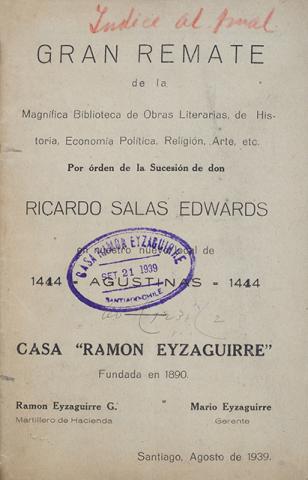 Indice al final
GRAN REMATE
de la
Magnífica Biblioteca de Obras Literarias, de His-
toria, Economía Política, Religión, Arte, etc.
Por órden de la Sucesión de don
RICARDO SALAS EDWARDS
en nuestro nuevo local de
1444 - AGUSTINAS - 1444
CASA RAMON EYZAGUIRRE
SET. 21 1939
SANTIAGO-CHILE
CASA "RAMON EYZAGUIRRE"
Fundada en 1890.
Ramon Eyzaguirre G.
Martillero de Hacienda
Mario Eyzaguirre
Gerente
Santiago, Agosto de 1939.